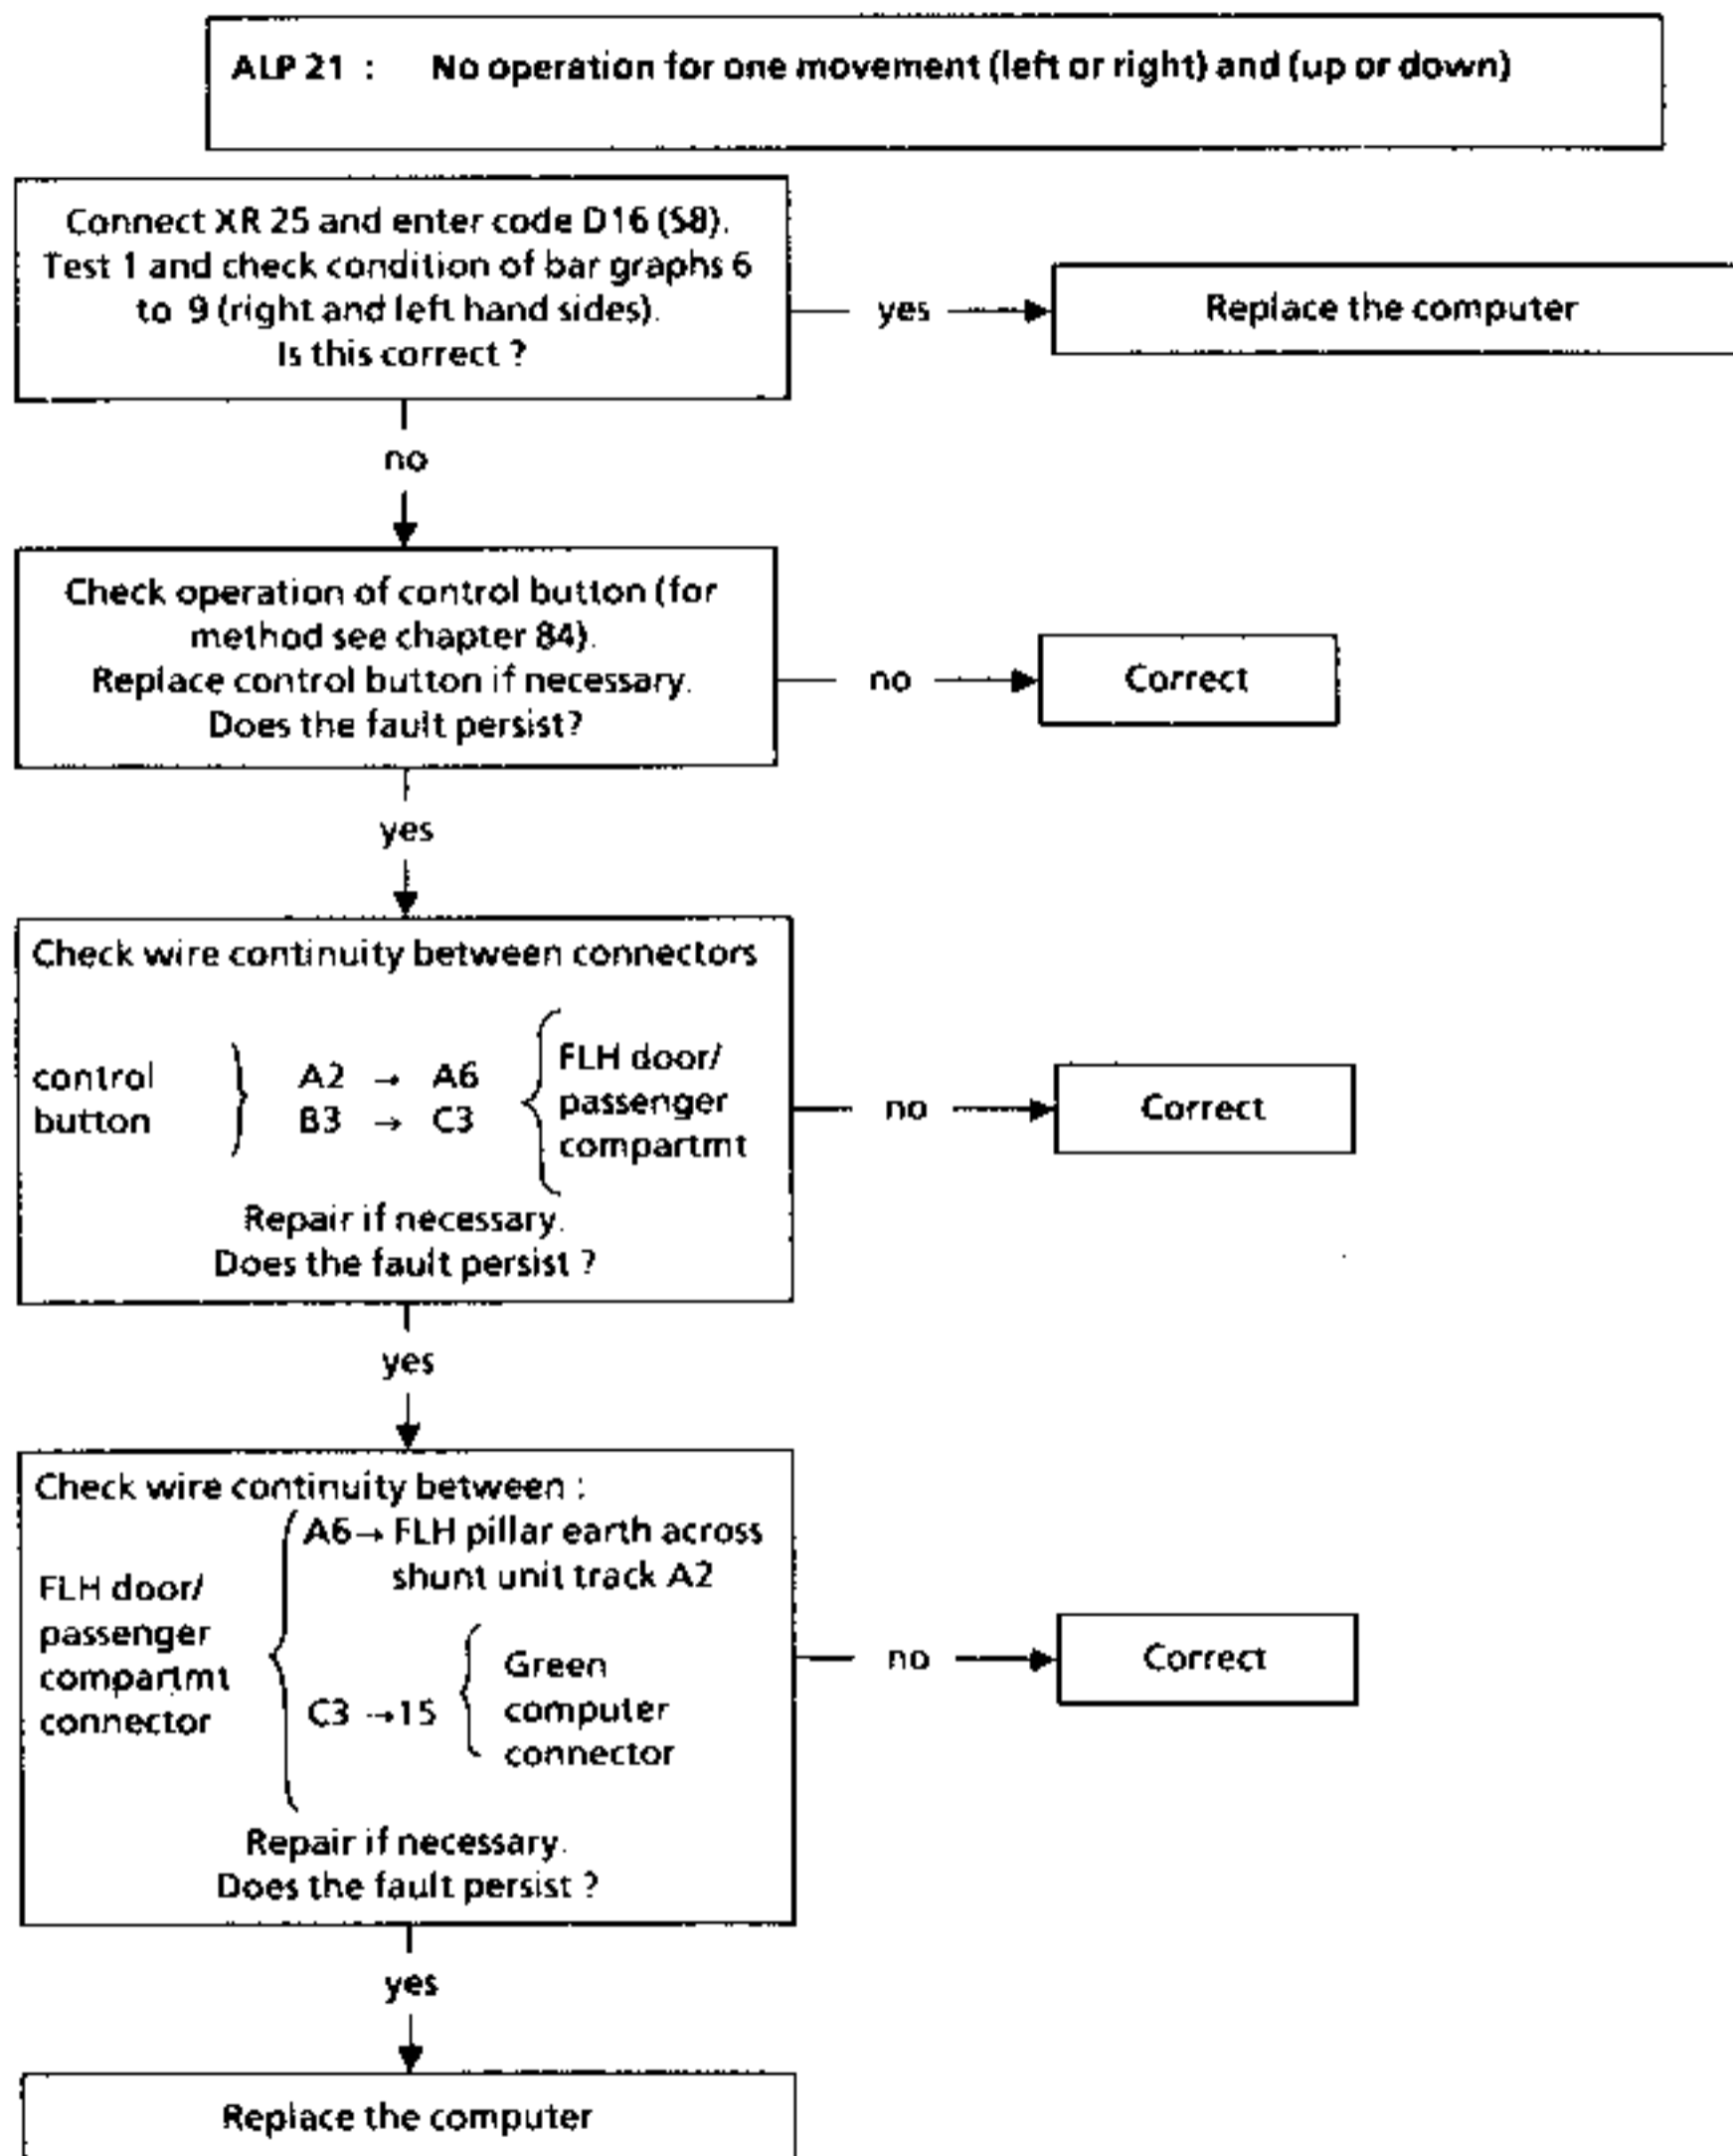 ALP 21 : No operation for one movement (left or right) and (up or down)
Connect XR 25 and enter code D16 (S8).
Test 1 and check condition of bar graphs 6
to 9 (right and left hand sides).
Is this correct ?
yes
Replace the computer
no
Check operation of control button (for
method see chapter 84).
Replace control button if necessary.
Does the fault persist?
no
Correct
yes
Check wire continuity between connectors
control
button
A2 → A6
B3 → C3
FLH door/
passenger
compartmt
Repair if necessary.
Does the fault persist ?
no
Correct
yes
Check wire continuity between :
A6 → FLH pillar earth across
shunt unit track A2
FLH door/
passenger
compartmt
connector
C3 → 15
Green
computer
connector
Repair if necessary.
Does the fault persist ?
no
Correct
yes
Replace the computer